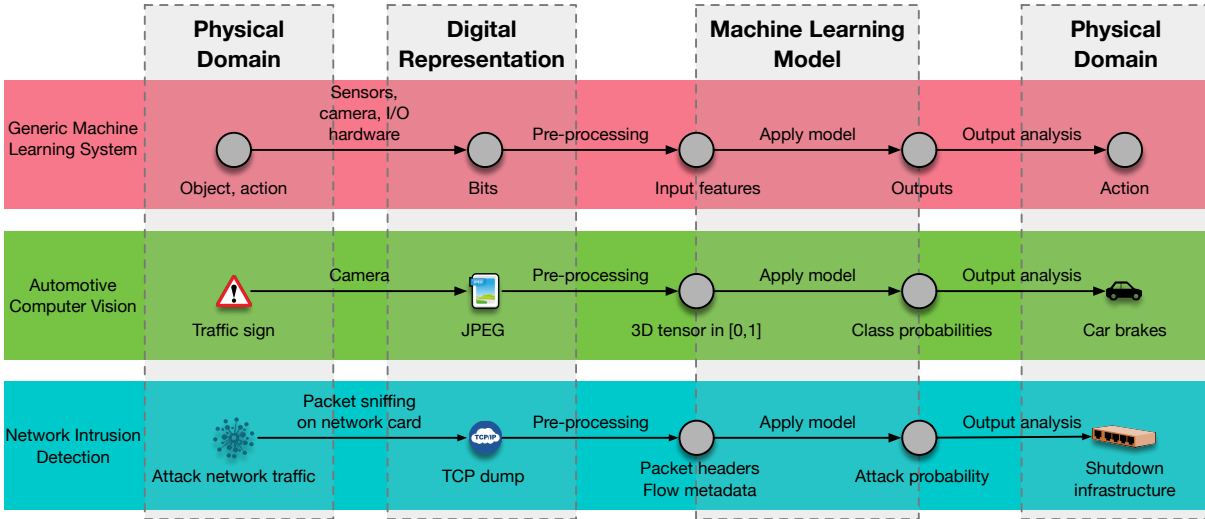 Physical
Domain
Digital
Representation
Machine Learning
Model
Physical
Domain
Generic Machine
Learning System
Sensors,
camera, I/O
hardware
Pre-processing
Apply model
Output analysis
Object, action
Bits
Input features
Outputs
Action
Automotive
Computer Vision
Camera
Pre-processing
Apply model
Output analysis
Traffic sign
JPEG
3D tensor in [0,1]
Class probabilities
Car brakes
Network Intrusion
Detection
Packet sniffing
on network card
TCP/IP
Pre-processing
Apply model
Output analysis
Attack network traffic
TCP dump
Packet headers
Flow metadata
Attack probability
Shutdown
infrastructure